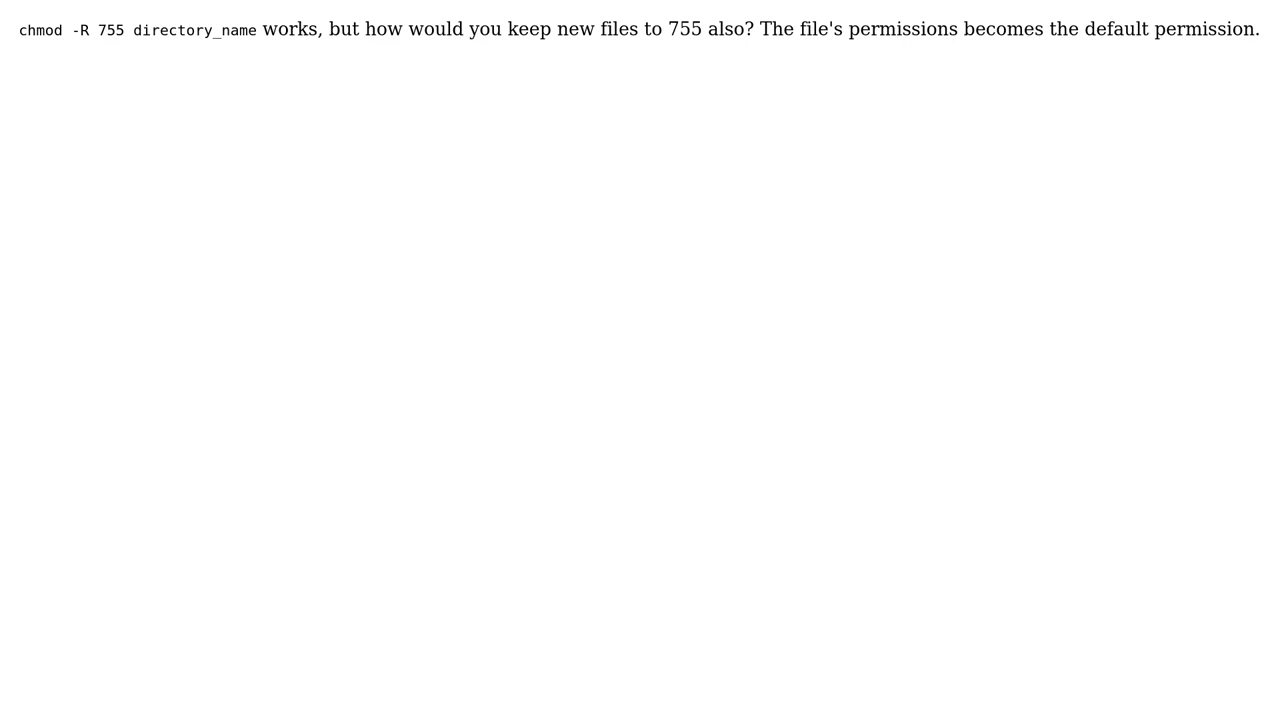 chmod -R 755 directory_name works, but how would you keep new files to 755 also? The file's permissions becomes the default permission.